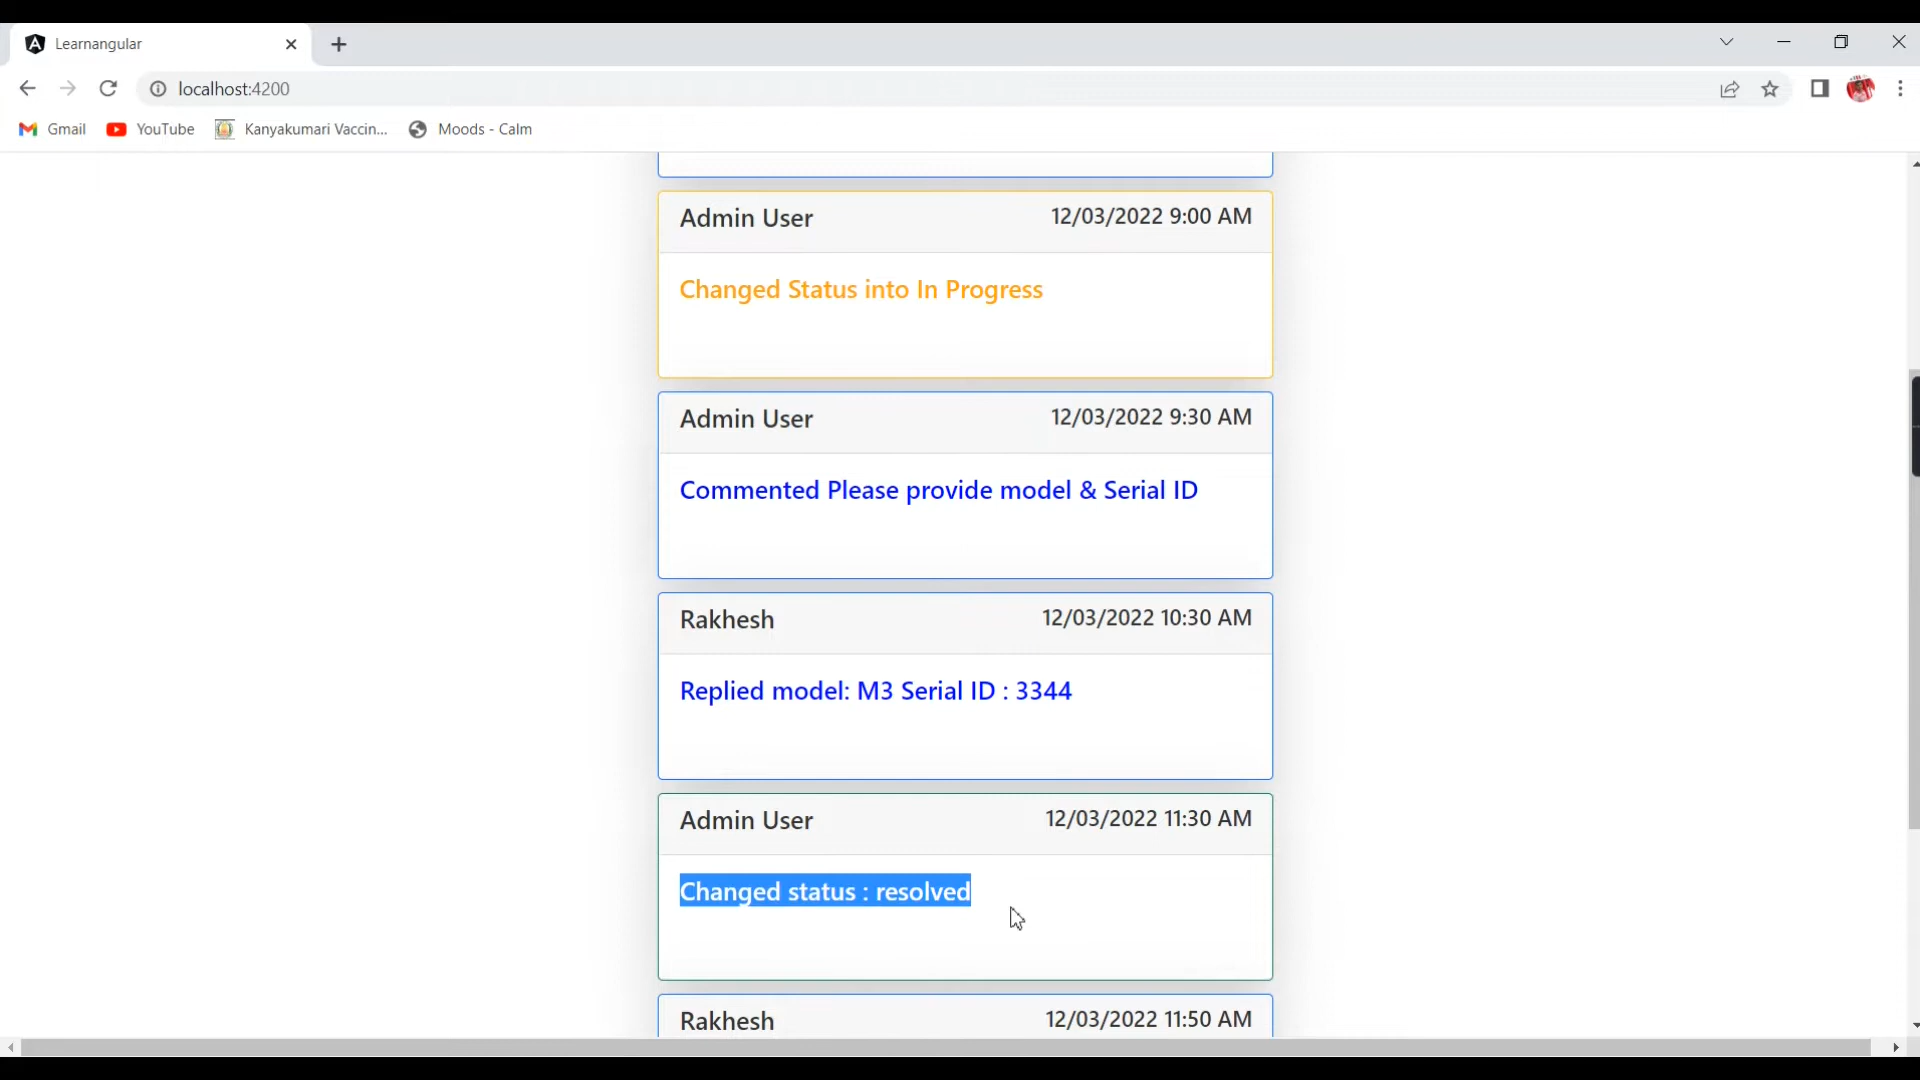 Learnangular
localhost:4200
Gmail YouTube Kanyakumari Vaccin... Moods - Calm
Admin User 12/03/2022 9:00 AM
Changed Status into In Progress
Admin User 12/03/2022 9:30 AM
Commented Please provide model & Serial ID
Rakhesh 12/03/2022 10:30 AM
Replied model: M3 Serial ID : 3344
Admin User 12/03/2022 11:30 AM
Changed status : resolved
Rakhesh 12/03/2022 11:50 AM